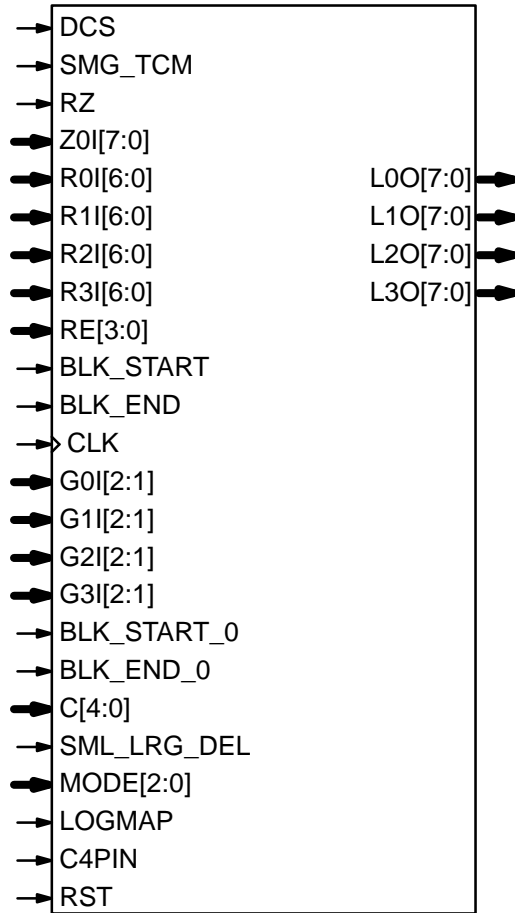 DCS
SMG_TCM
RZ
Z0I[7:0]
R0I[6:0] L0O[7:0]
R1I[6:0] L1O[7:0]
R2I[6:0] L2O[7:0]
R3I[6:0] L3O[7:0]
RE[3:0]
BLK_START
BLK_END
CLK
G0I[2:1]
G1I[2:1]
G2I[2:1]
G3I[2:1]
BLK_START_0
BLK_END_0
C[4:0]
SML_LRG_DEL
MODE[2:0]
LOGMAP
C4PIN
RST